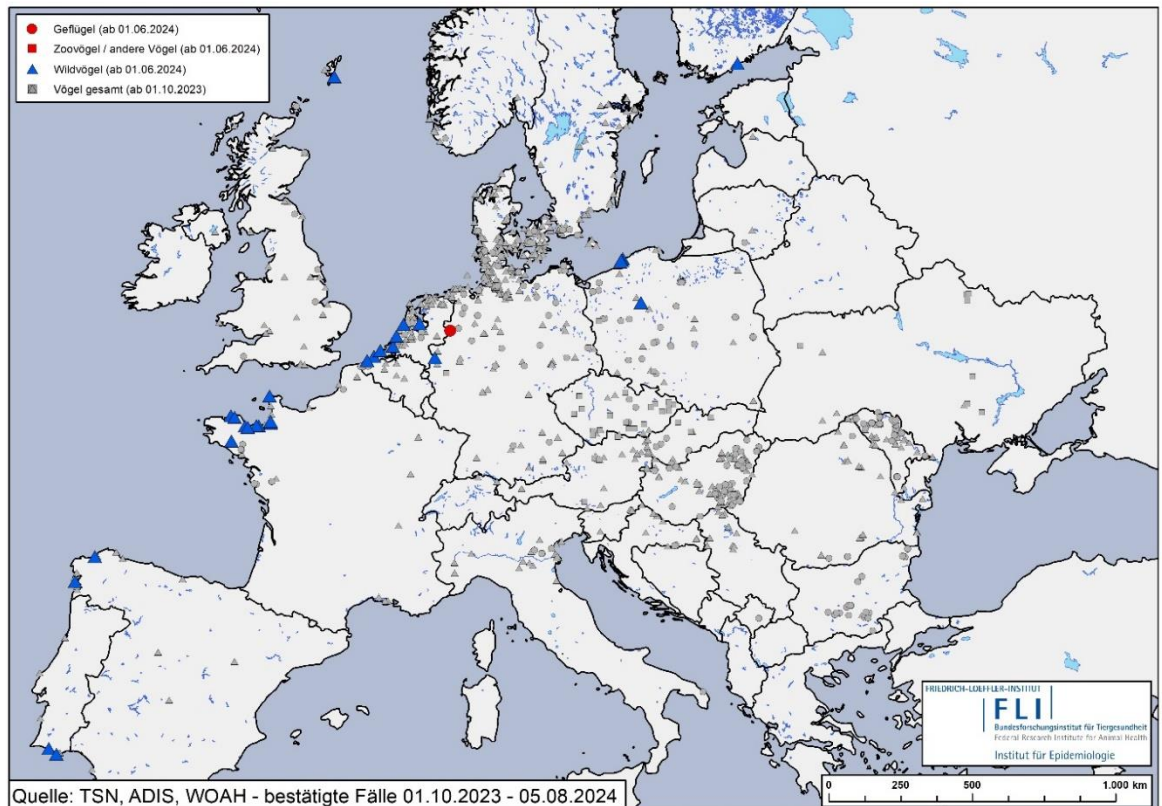 Geflügel (ab 01.06.2024)
Zoovögel / andere Vögel (ab 01.06.2024)
Wildvögel (ab 01.06.2024)
Vögel gesamt (ab 01.10.2023)
FRIEDRICH-LOEFFLER-INSTITUT
FLI
Bundesforschungsinstitut für Tiergesundheit
Federal Research Institute for Animal Health
Institut für Epidemiologie
Quelle: TSN, ADIS, WOAH - bestätigte Fälle 01.10.2023 - 05.08.2024
0 250 500 1.000 km